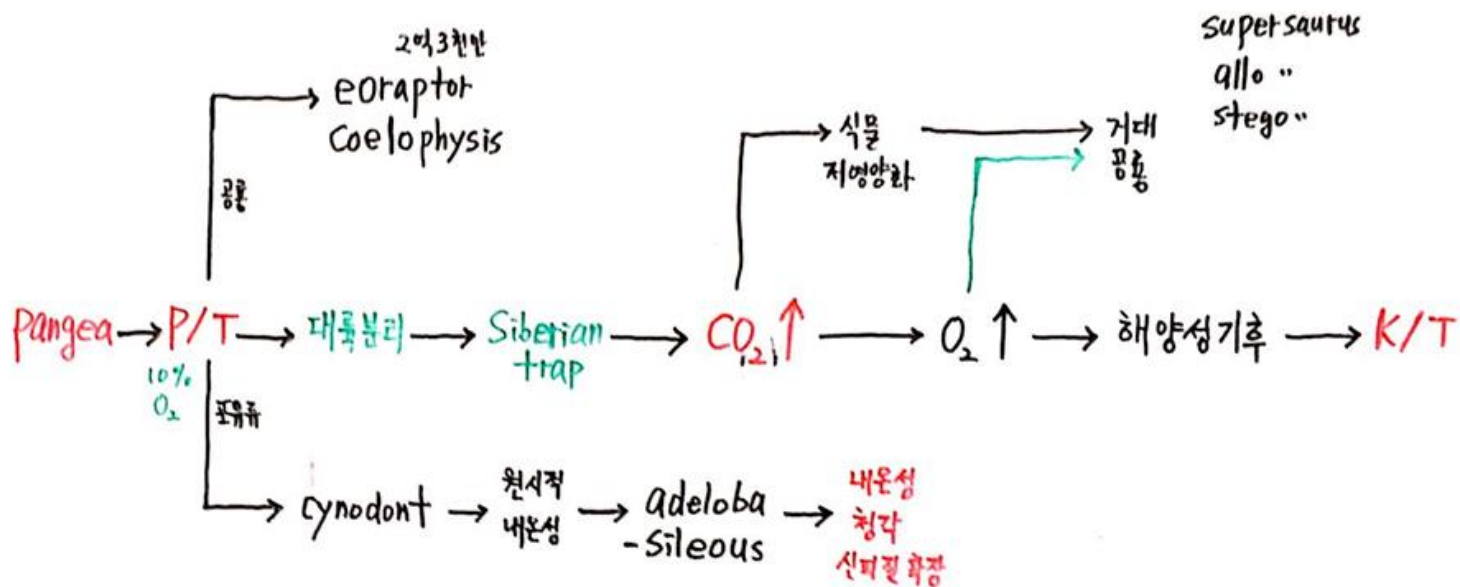 2억3천만
eoraptor
coelophysis
공룡
supersaurus
allo "
stego "
식물
저영양화
거대
공룡
pangea
P/T
10%
O₂
대륙분리
Siberian
trap
CO₂↑
O₂↑
해양성기후
K/T
포유류
cynodont
원시적
내온성
adeloba
-sileous
내온성
청각
신피질 확장